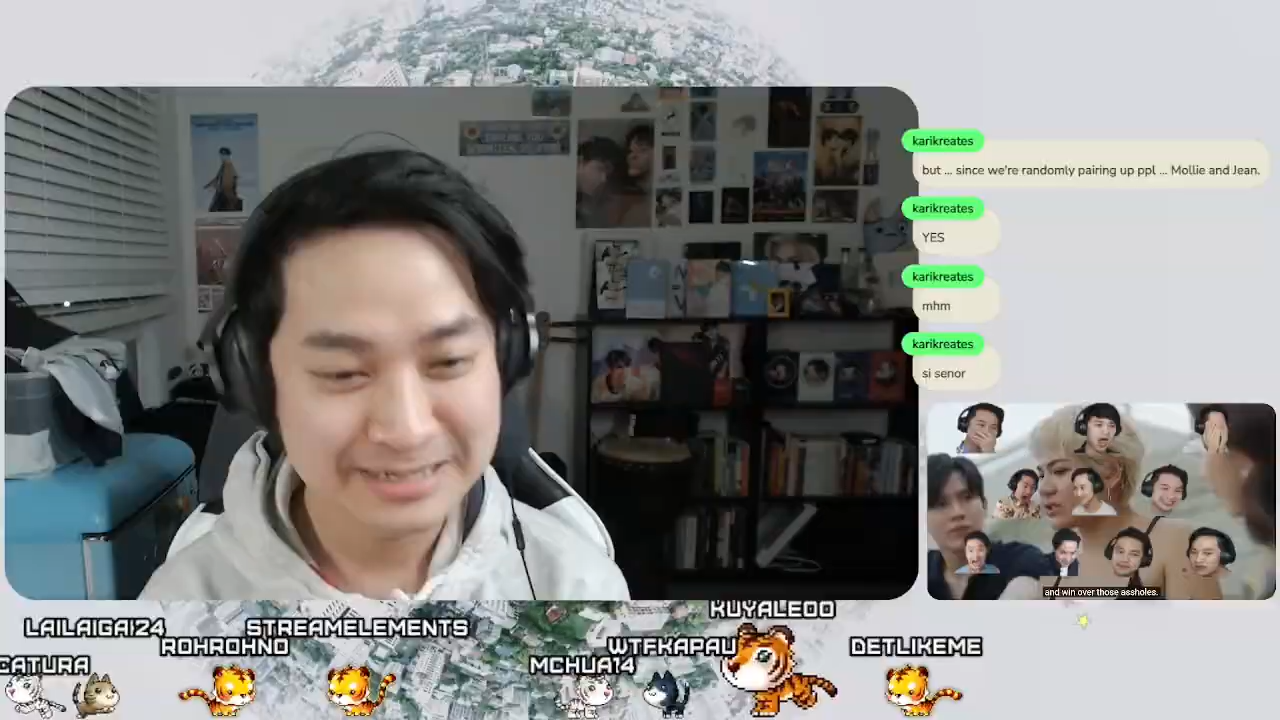 karikreates
but ... since we're randomly pairing up ppl ... Mollie and Jean.
karikreates
YES
karikreates
mhm
karikreates
si senor
and win over those assholes.
KUYALEOO
LAILAIGAI24
STREAMELEMENTS
ROHROHNO
WTFKAPAU
DETLIKEME
CATURA
MCHUA14